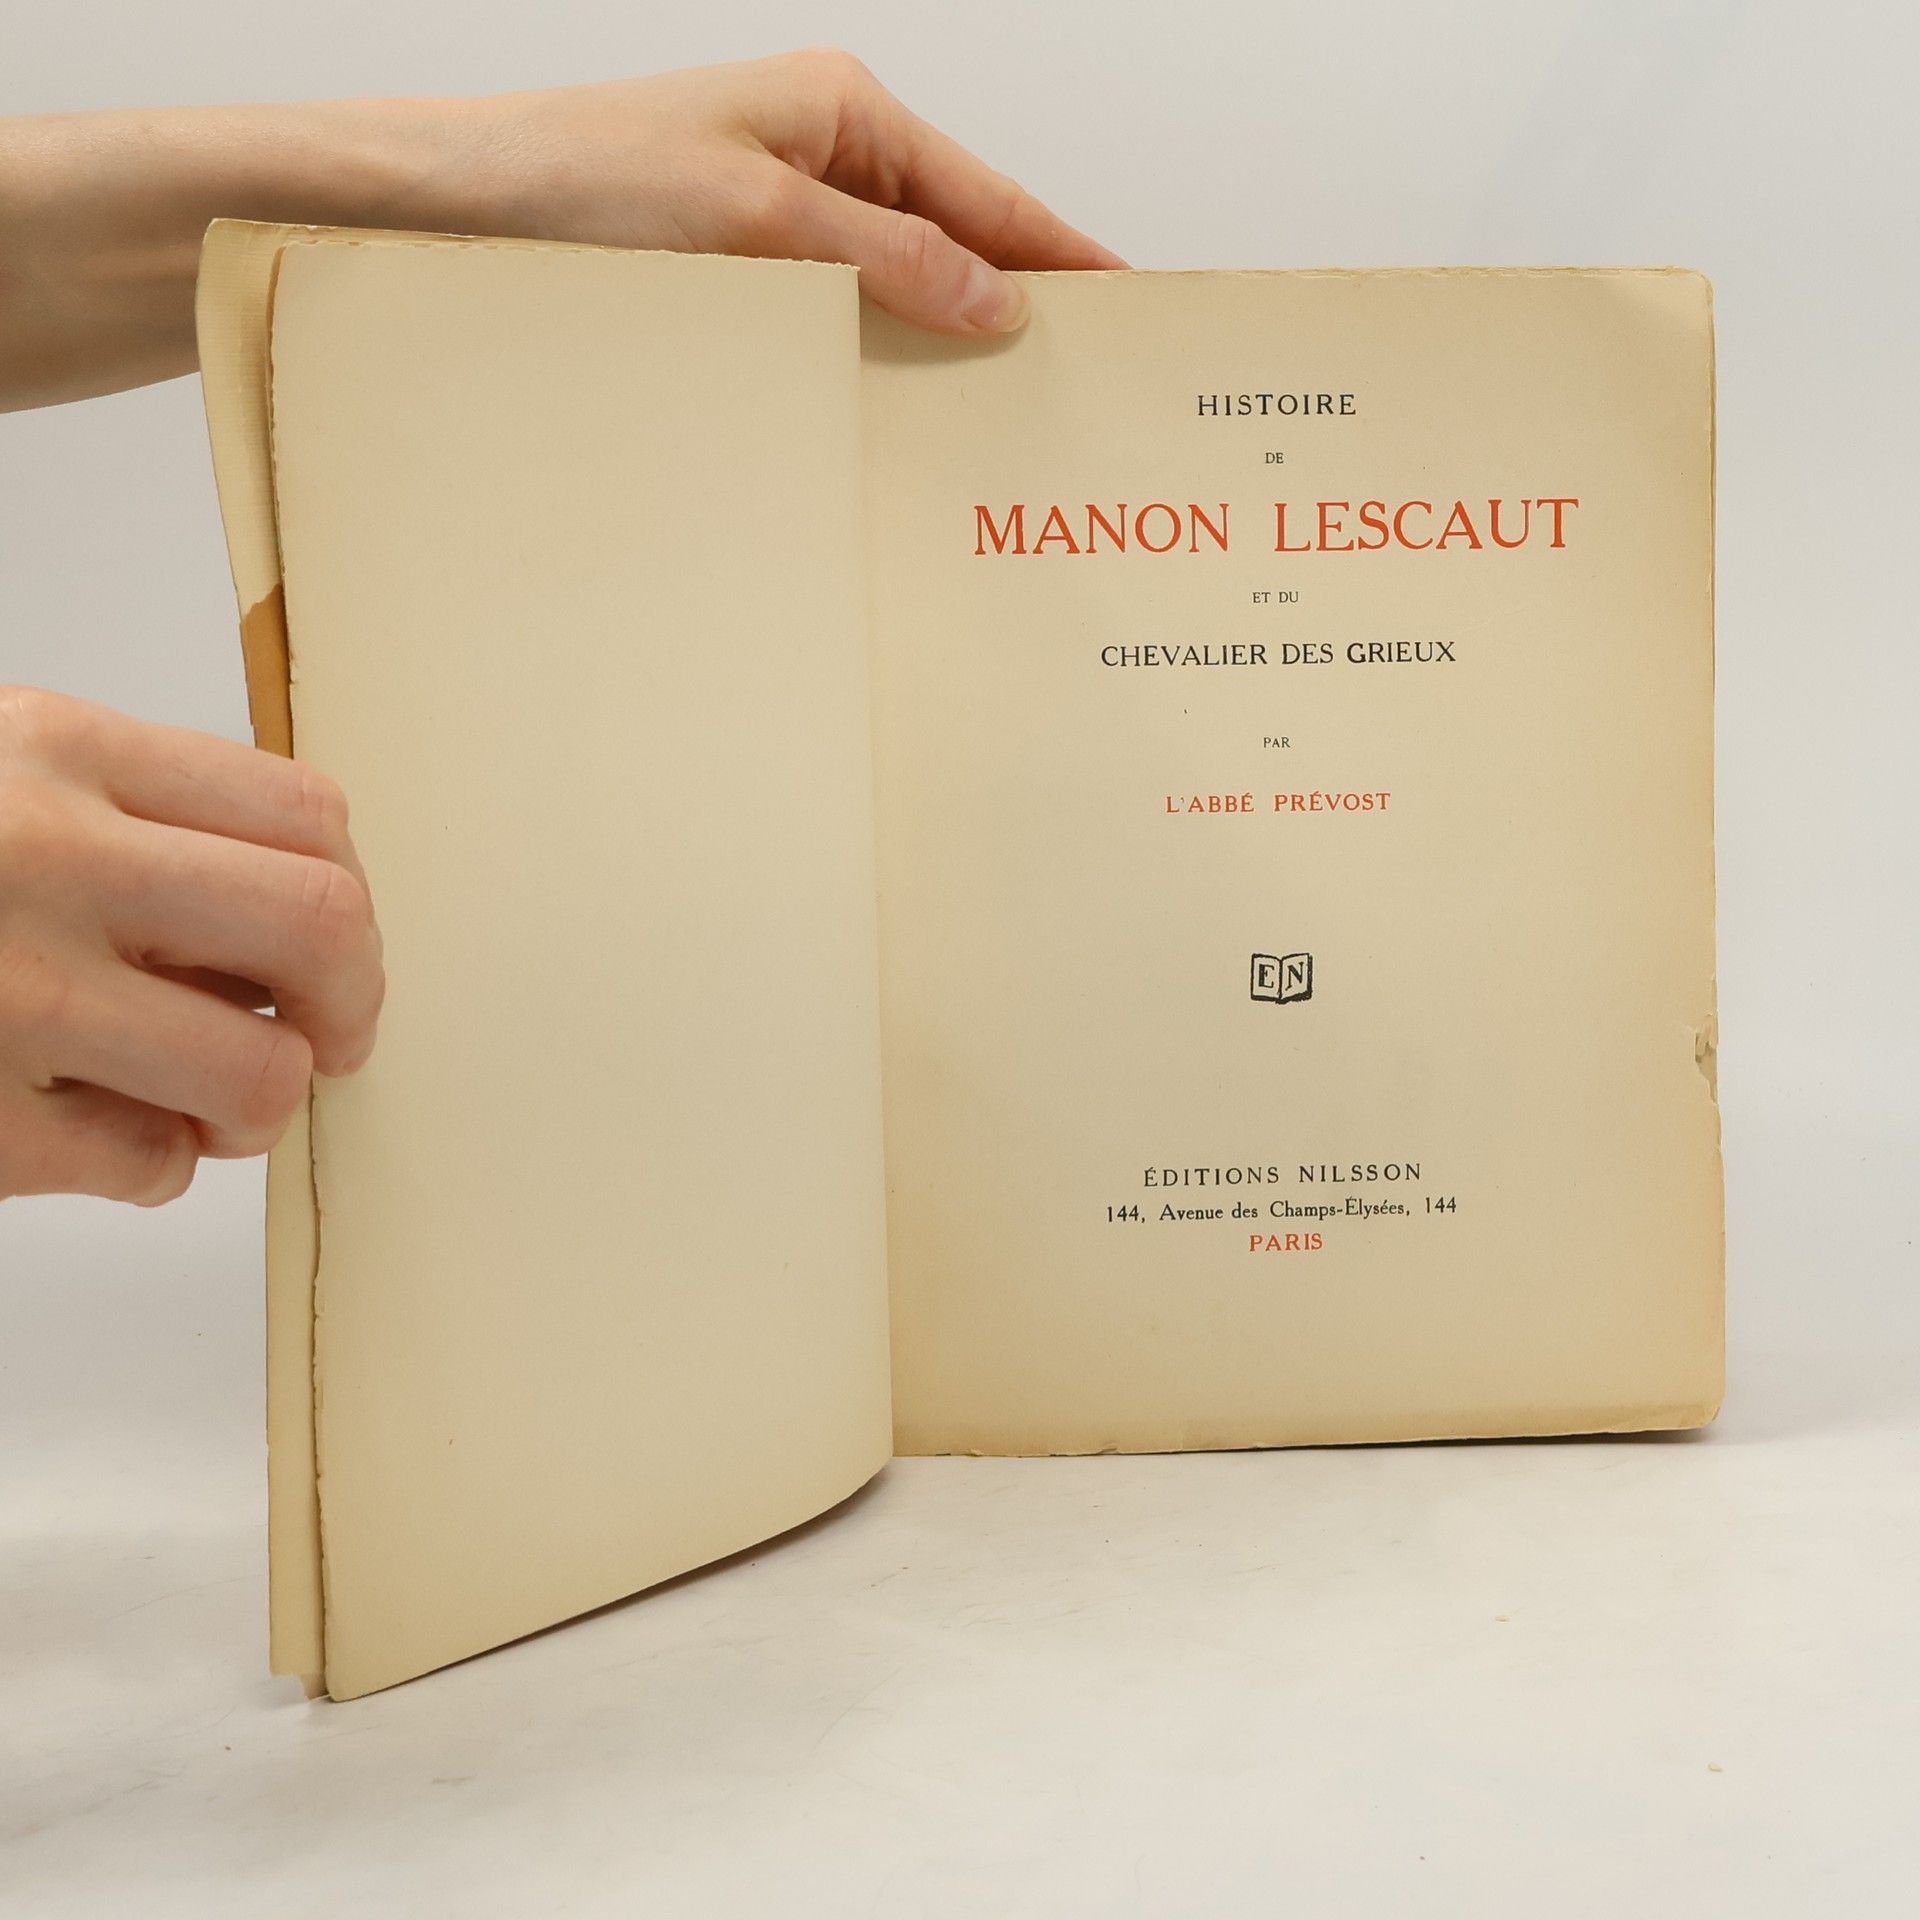 HISTOIRE
DE
MANON LESCAUT
ET DU
CHEVALIER DES GRIEUX
PAR
L'ABBÉ PRÉVOST
EN
ÉDITIONS NILSSON
144, Avenue des Champs-Élysées, 144
PARIS